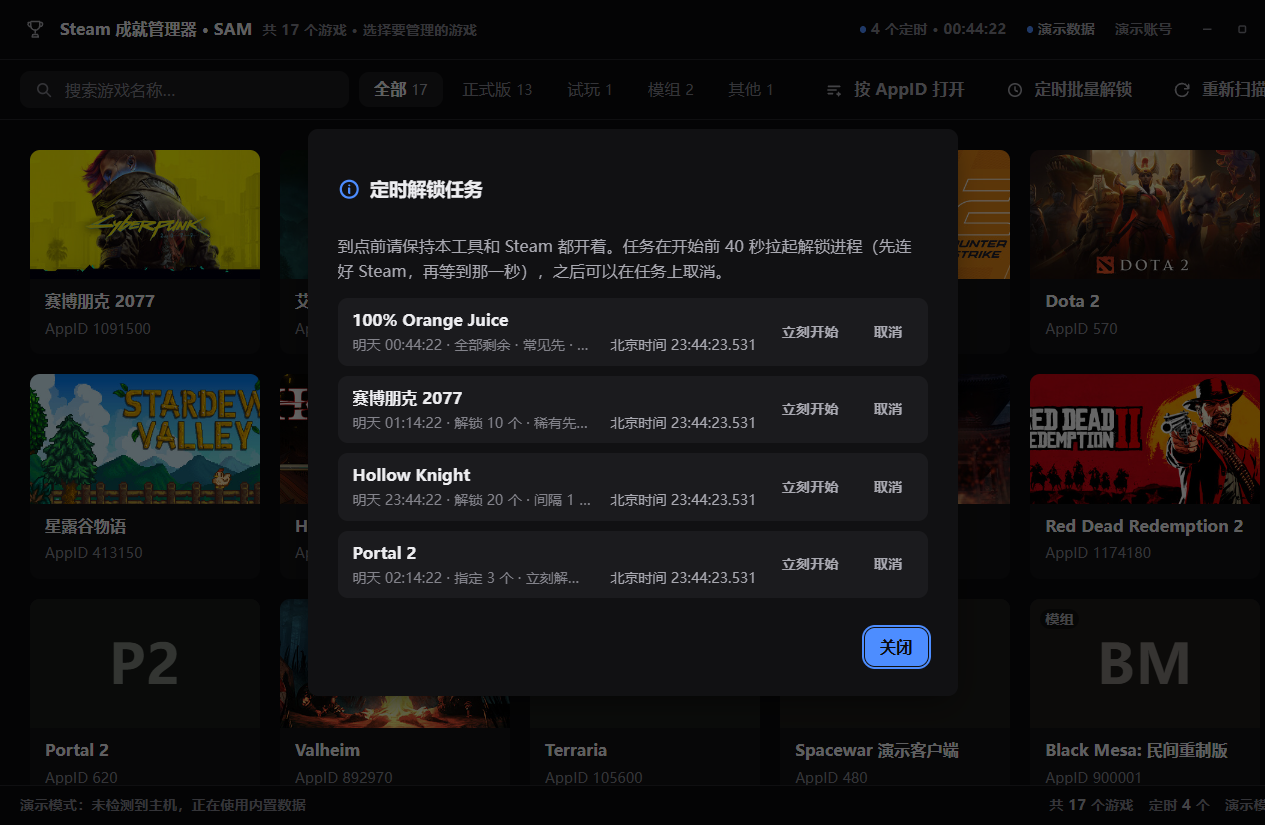 Steam 成就管理器 • SAM 共 17 个游戏 • 选择要管理的游戏
4 个定时 • 00:44:22 演示数据 演示账号
搜索游戏名称...
全部 17 正式版 13 试玩 1 模组 2 其他 1 按 AppID 打开 定时批量解锁 重新扫描
定时解锁任务
到点前请保持本工具和 Steam 都开着。任务在开始前 40 秒拉起解锁进程（先连
好 Steam，再等到那一秒），之后可以在任务上取消。
100% Orange Juice
明天 00:44:22 · 全部剩余 · 常见先 · ... 北京时间 23:44:23.531 立刻开始 取消
赛博朋克 2077
明天 01:14:22 · 解锁 10 个 · 稀有先... 北京时间 23:44:23.531 立刻开始 取消
Hollow Knight
明天 23:44:22 · 解锁 20 个 · 间隔 1 ... 北京时间 23:44:23.531 立刻开始 取消
Portal 2
明天 02:14:22 · 指定 3 个 · 立刻解... 北京时间 23:44:23.531 立刻开始 取消
关闭
CYBERPUNK
赛博朋克 2077
AppID 1091500
艾
UNTER
STRIKE
DOTA 2
Dota 2
AppID 570
STARDEW
VALLEY
星露谷物语
AppID 413150
H
RED DEAD
REDEMPTION II
Red Dead Redemption 2
AppID 1174180
P2
Portal 2
AppID 620
Valheim
AppID 892970
Terraria
AppID 105600
Spacewar 演示客户端
AppID 480
模组
BM
Black Mesa: 民间重制版
AppID 900001
演示模式：未检测到主机，正在使用内置数据
共 17 个游戏 定时 4 个 演示模